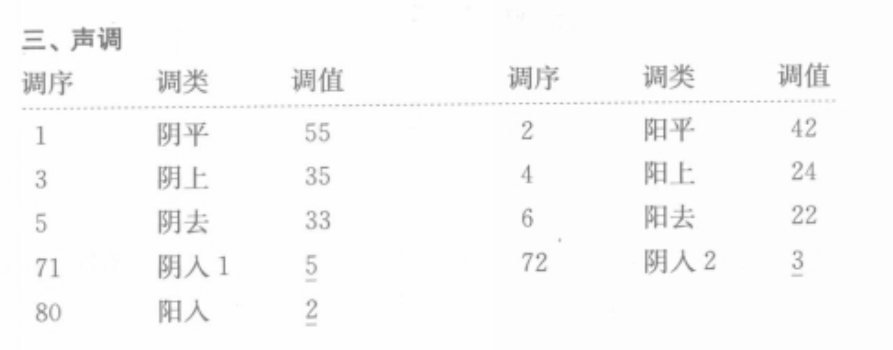 三、声调
调序 调类 调值 调序 调类 调值
1 阴平 55 2 阳平 42
3 阴上 35 4 阳上 24
5 阴去 33 6 阳去 22
71 阴入1 5 72 阴入2 3
80 阳入 2